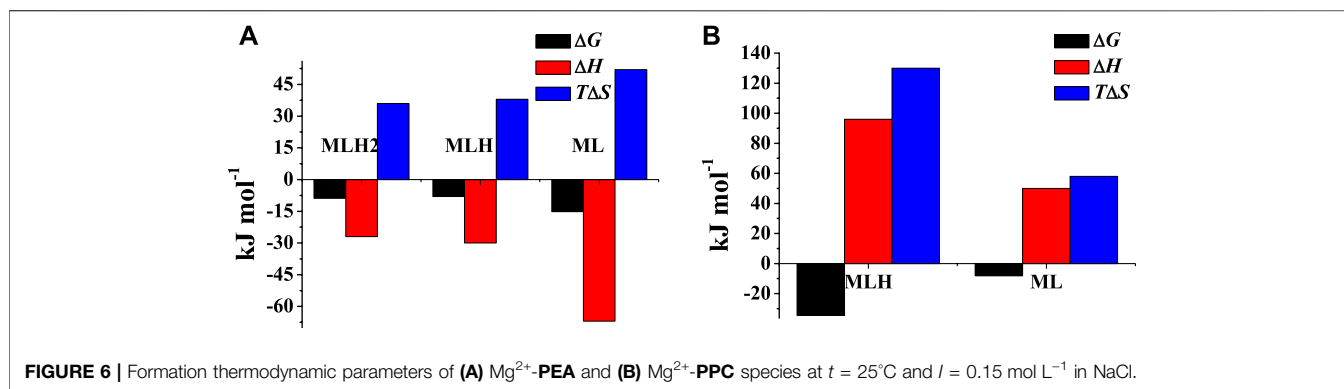 A
ΔG
ΔH
TΔS
kJ mol⁻¹
45
30
15
0
-15
-30
-45
-60
MLH2
MLH
ML
B
ΔG
ΔH
TΔS
kJ mol⁻¹
140
120
100
80
60
40
20
0
-20
MLH
ML
FIGURE 6 | Formation thermodynamic parameters of (A) Mg²⁺-PEA and (B) Mg²⁺-PPC species at t = 25°C and I = 0.15 mol L⁻¹ in NaCl.